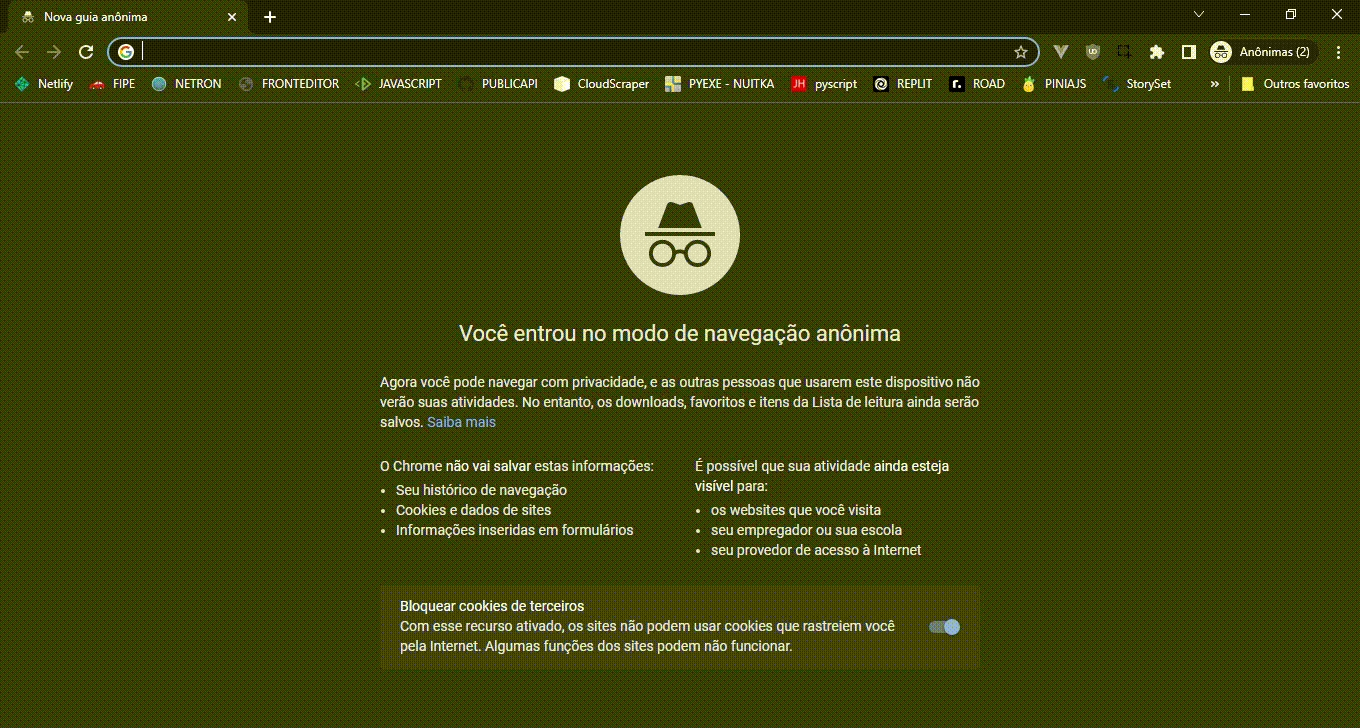 Nova guia anônima
Anônimas (2)
Netlify FIPE NETRON FRONTEDITOR JAVASCRIPT PUBLICAPI CloudScraper PYEXE - NUITKA JH pyscript REPLIT r. ROAD PINIAJS StorySet » Outros favoritos
Você entrou no modo de navegação anônima
Agora você pode navegar com privacidade, e as outras pessoas que usarem este dispositivo não
verão suas atividades. No entanto, os downloads, favoritos e itens da Lista de leitura ainda serão
salvos. Saiba mais
O Chrome não vai salvar estas informações:
• Seu histórico de navegação
• Cookies e dados de sites
• Informações inseridas em formulários
É possível que sua atividade ainda esteja
visível para:
• os websites que você visita
• seu empregador ou sua escola
• seu provedor de acesso à Internet
Bloquear cookies de terceiros
Com esse recurso ativado, os sites não podem usar cookies que rastreiem você
pela Internet. Algumas funções dos sites podem não funcionar.